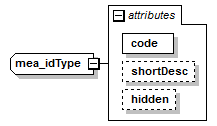 attributes
code
mea_idType
shortDesc
hidden